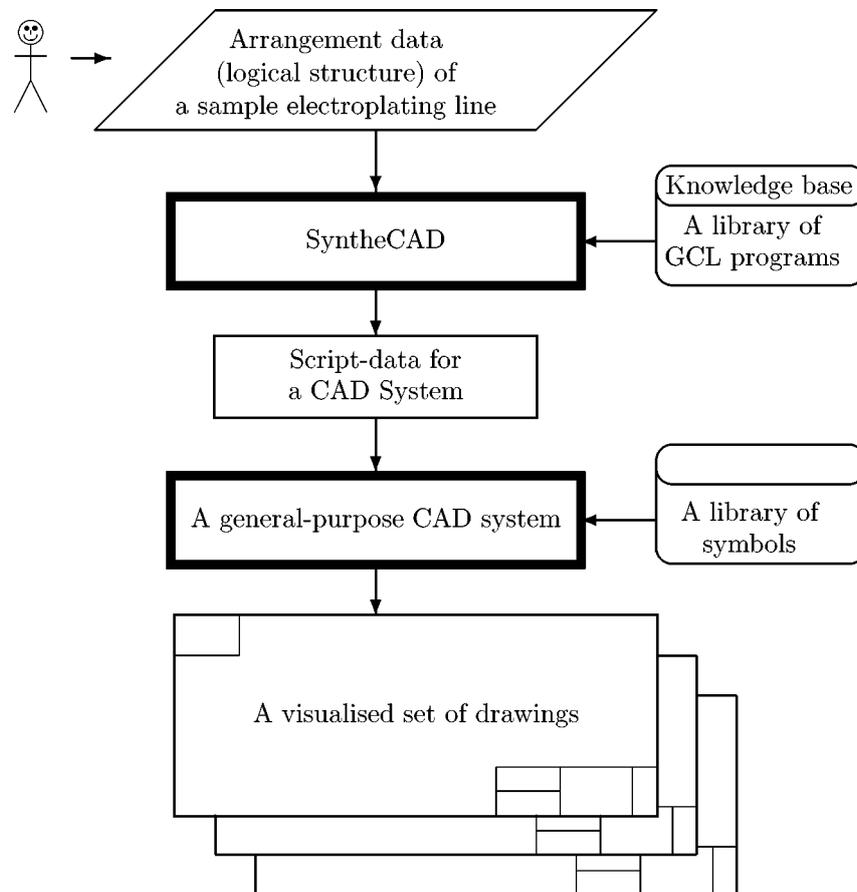 Arrangement data
(logical structure) of
a sample electroplating line
Knowledge base
SyntheCAD
A library of
GCL programs
Script-data for
a CAD System
A general-purpose CAD system
A library of
symbols
A visualised set of drawings